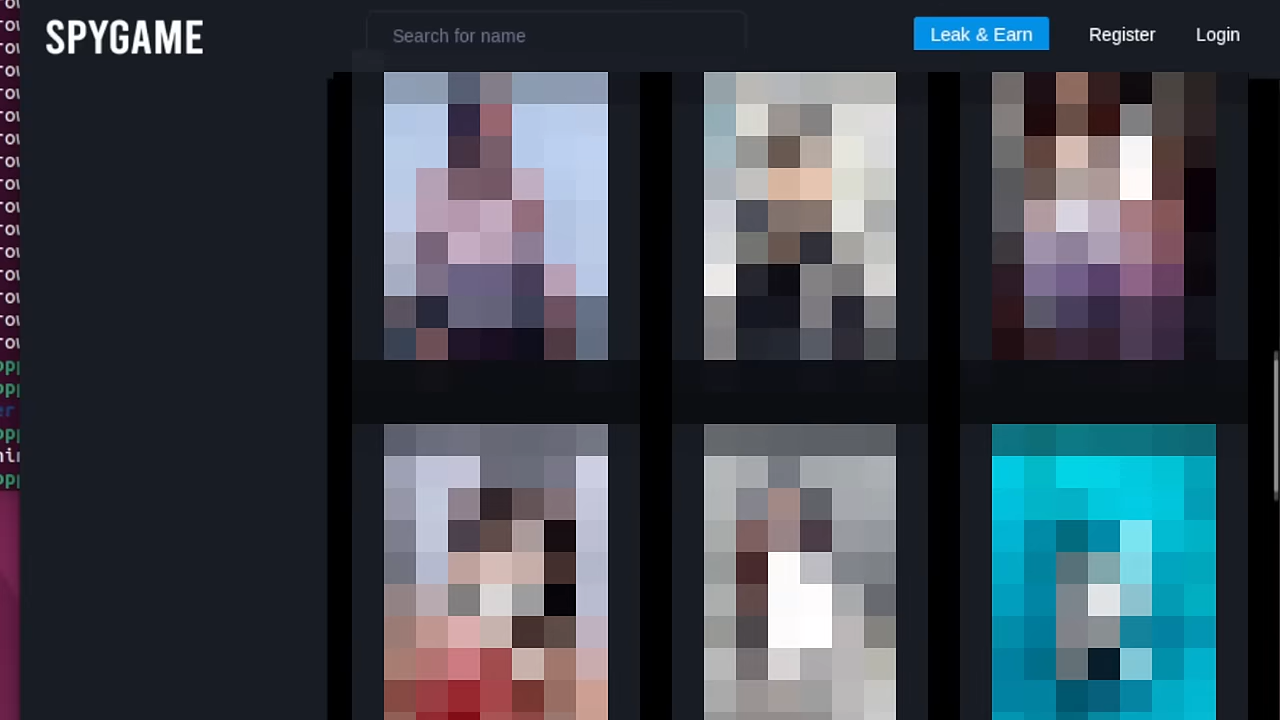 SPYGAME
Search for name
Leak & Earn
Register
Login